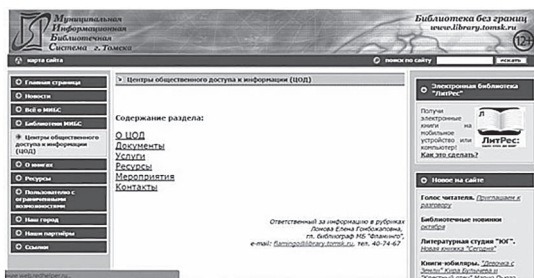 Муниципальная
Информационная
Библиотечная
Система г. Томска
Библиотека без границ
www.library.tomsk.ru
12+
карта сайта
поиск по сайту
искать
Главная страница
Новости
Всё о МИБС
Библиотеки МИБС
Центры общественного
доступа к информации
(ЦОД)
О книгах
Ресурсы
Пользователю с
ограниченными
возможностями
Наш город
Наши партнёры
Ссылки
> Центры общественного доступа к информации (ЦОД)
Содержание раздела:
О ЦОД
Документы
Услуги
Ресурсы
Мероприятия
Контакты
Ответственный за информацию в рубриках
Ломова Елена Гомбожаповна,
гл. библиограф МБ "Фламинго",
e-mail: flamingo@library.tomsk.ru, тел. 40-74-67
Электронная библиотека
"ЛитРес"
Получи
электронные
книги на
мобильное
устройство или
компьютер!
Как это сделать?
ЛитРес:
Новое на сайте
Голос читателя. Приглашаем к
разговору
Библиотечные новинки
октября
Литературная студия "ЮГ".
Новая книжка "Сегодня"
Книги-юбиляры. "Девочка с
Земли" Кира Булычева и